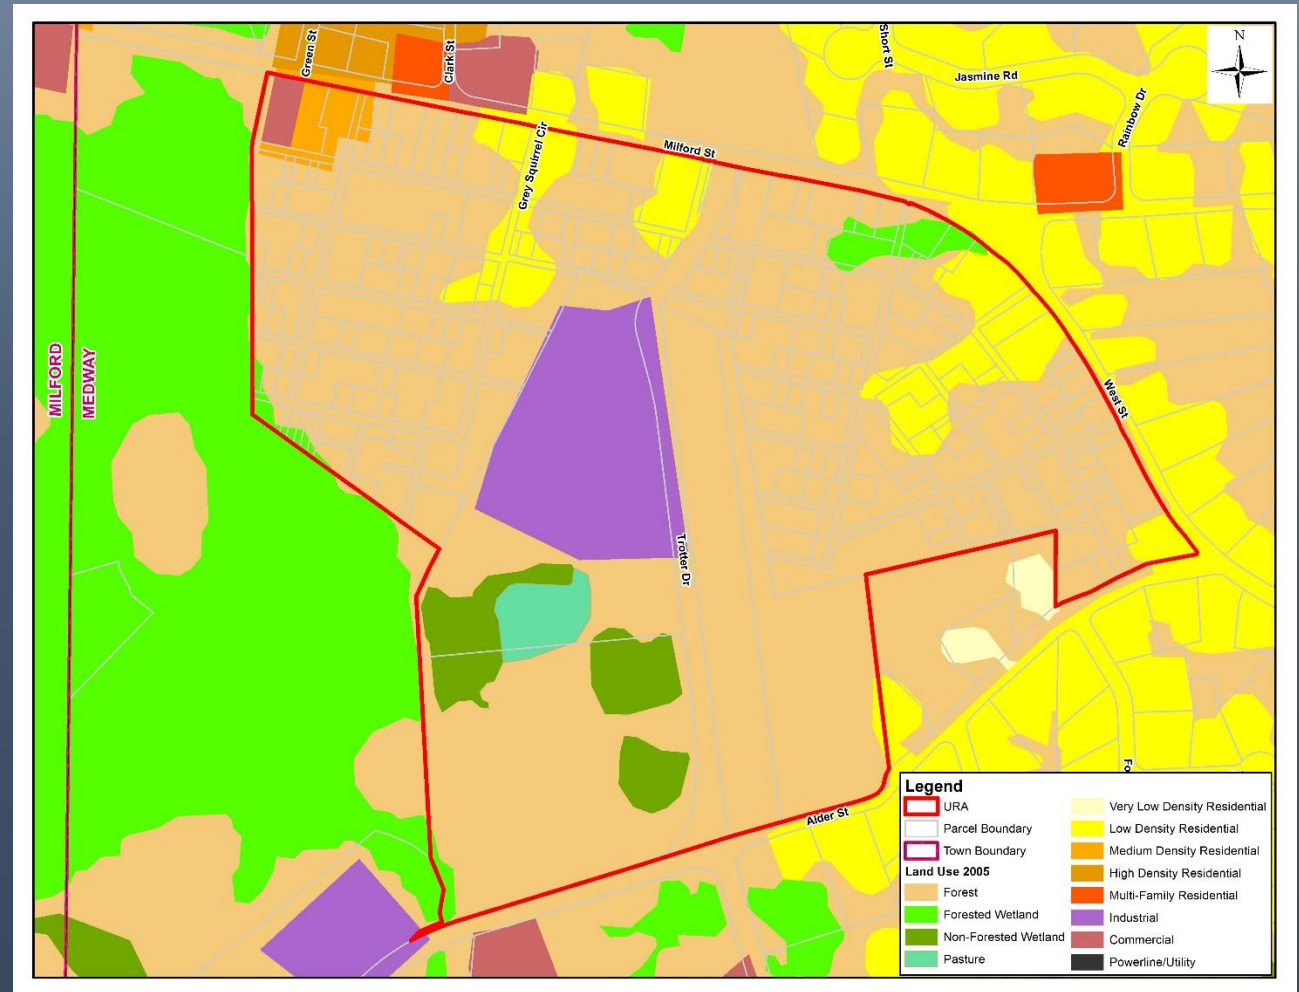 Green St
Clark St
Short St
N
Jasmine Rd
Rainbow Dr
Milford St
Grey Squirrel Cir
MILFORD
MEDWAY
West St
Trotter Dr
Alder St
Fo
Legend
URA
Parcel Boundary
Town Boundary
Land Use 2005
Forest
Forested Wetland
Non-Forested Wetland
Pasture
Very Low Density Residential
Low Density Residential
Medium Density Residential
High Density Residential
Multi-Family Residential
Industrial
Commercial
Powerline/Utility